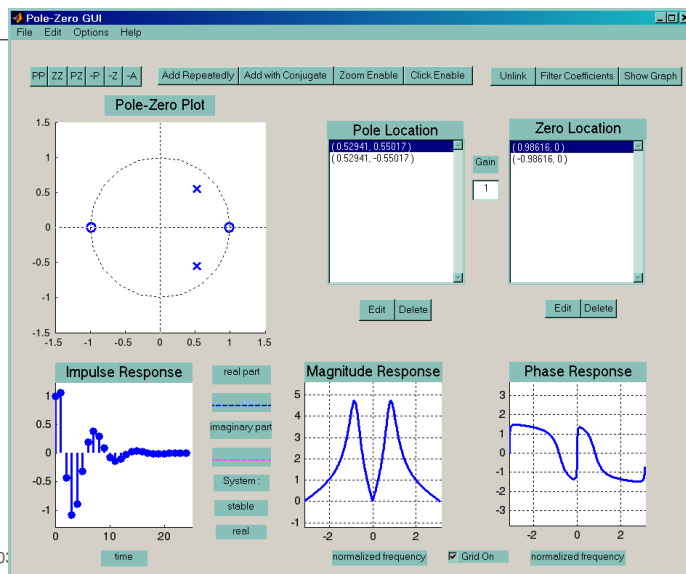 Pole-Zero GUI
File Edit Options Help
PP ZZ PZ -P -Z -A Add Repeatedly Add with Conjugate Zoom Enable Click Enable Unlink Filter Coefficients Show Graph
Pole-Zero Plot
1.5
1
0.5
0
-0.5
-1
-1.5
-1.5 -1 -0.5 0 0.5 1 1.5
Pole Location
( 0.52941, 0.55017 )
( 0.52941, -0.55017 )
Edit Delete
Gain
1
Zero Location
( 0.98616, 0 )
( -0.98616, 0 )
Edit Delete
Impulse Response
1
0.5
0
-0.5
-1
0 10 20
time
real part
imaginary part
System :
stable
real
Magnitude Response
5
4
3
2
1
0
-1
-2 0 2
normalized frequency
Grid On
Phase Response
3
2
1
0
-1
-2
-3
-2 0 2
normalized frequency